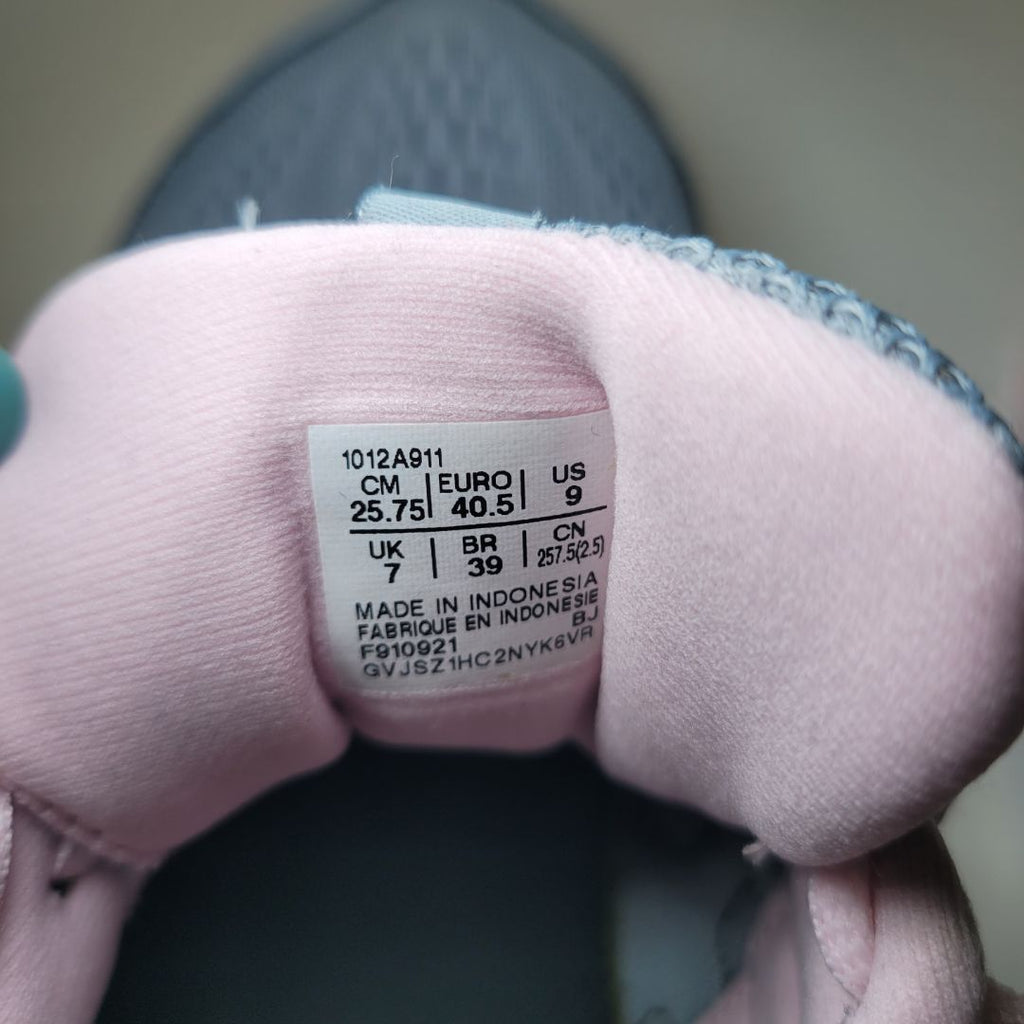 1012A911
CM | EURO | US
25.75 | 40.5 | 9
UK | BR | CN
7 | 39 | 257.5(2.5)
MADE IN INDONESIA
FABRIQUE EN INDONESIE
F910921 BJ
GVJSZ1HC2NYK6VR